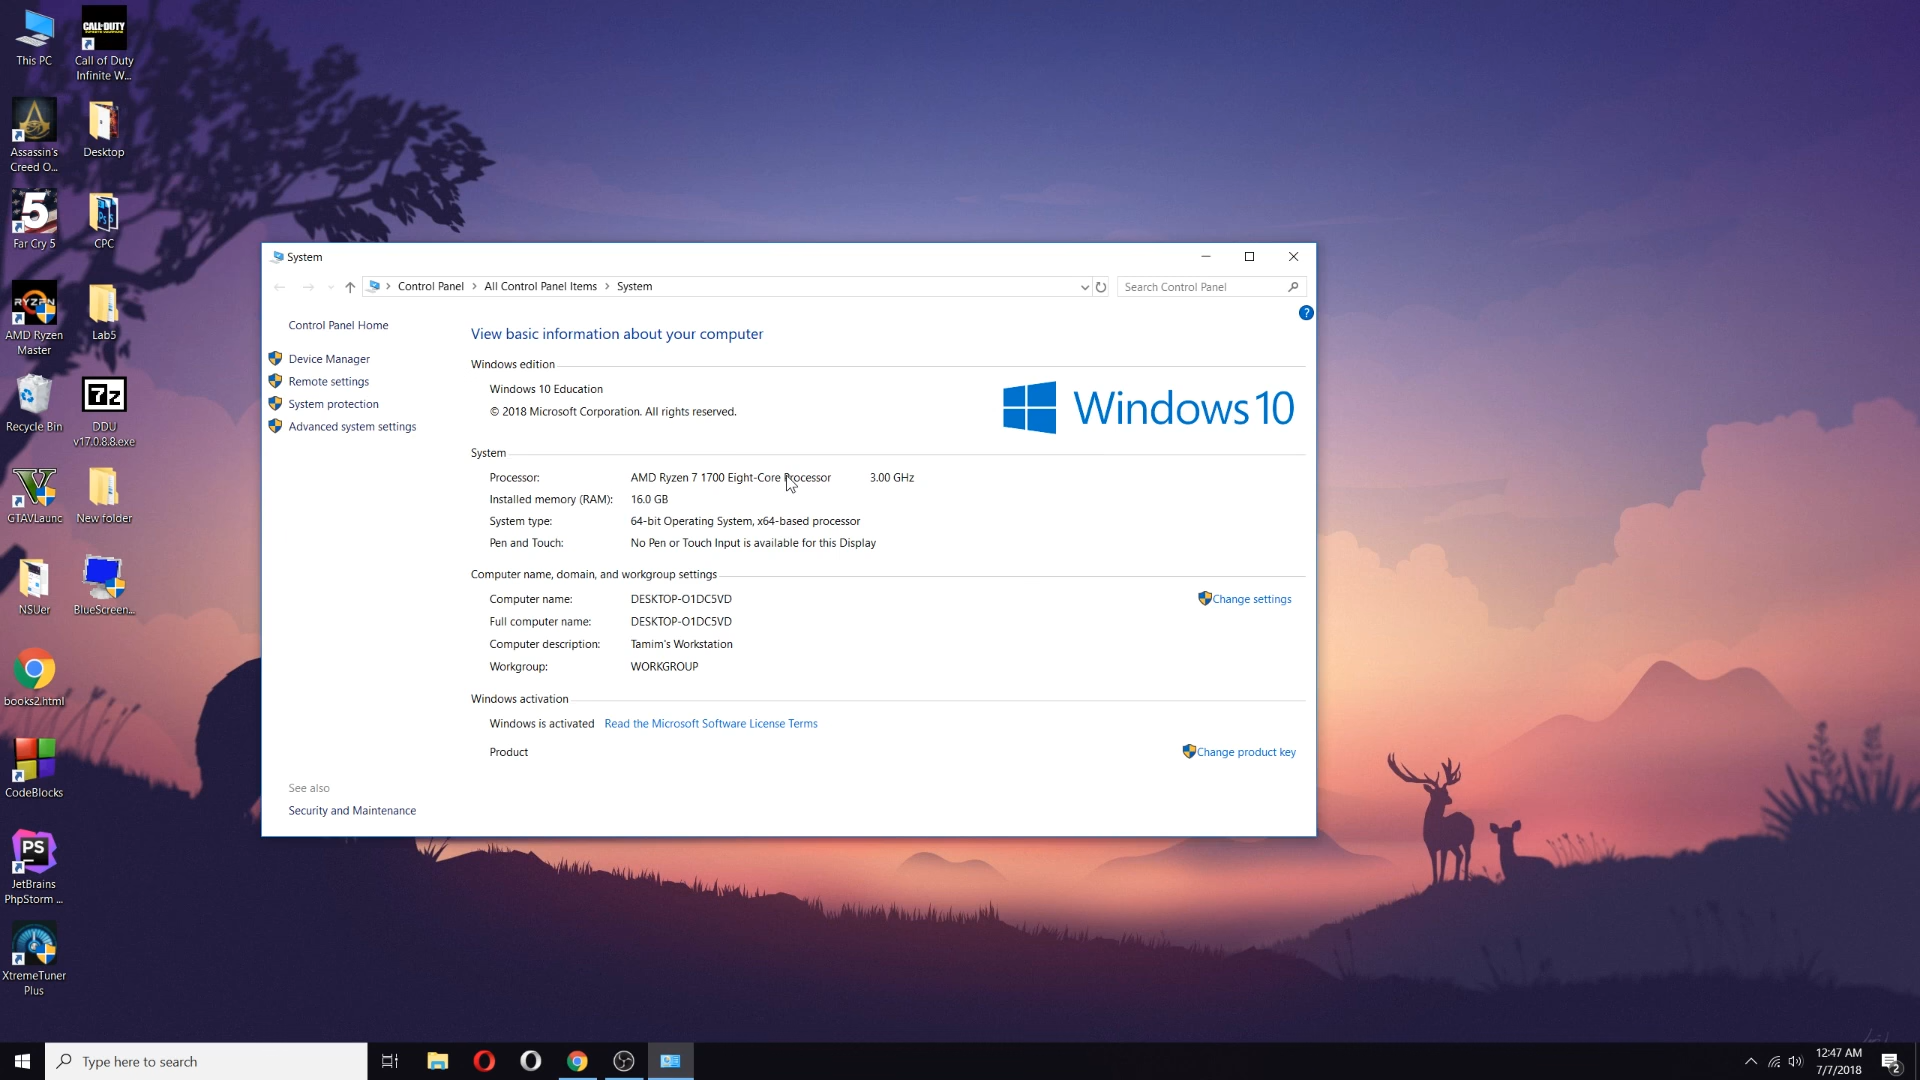 This PC
CALL OF DUTY
Call of Duty
Infinite W...
Assassin's
Creed O...
Desktop
5
Far Cry 5
Ps
CPC
RYZEN
AMD Ryzen
Master
Lab5
Recycle Bin
7z
DDU
v17.0.8.8.exe
V
GTAVLaunc
New folder
NSUer
BlueScreen...
books2.html
CodeBlocks
PS
JetBrains
PhpStorm ...
XtremeTuner
Plus
System
Control Panel
All Control Panel Items
System
Search Control Panel
?
Control Panel Home
Device Manager
Remote settings
System protection
Advanced system settings
See also
Security and Maintenance
View basic information about your computer
Windows edition
Windows 10 Education
© 2018 Microsoft Corporation. All rights reserved.
Windows 10
System
Processor: AMD Ryzen 7 1700 Eight-Core Processor 3.00 GHz
Installed memory (RAM): 16.0 GB
System type: 64-bit Operating System, x64-based processor
Pen and Touch: No Pen or Touch Input is available for this Display
Computer name, domain, and workgroup settings
Computer name: DESKTOP-O1DC5VD
Change settings
Full computer name: DESKTOP-O1DC5VD
Computer description: Tamim's Workstation
Workgroup: WORKGROUP
Windows activation
Windows is activated Read the Microsoft Software License Terms
Product
Change product key
Type here to search
12:47 AM
7/7/2018
2